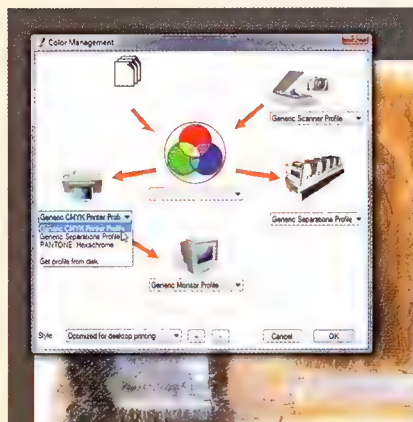 Color Management
Generic Scanner Profile
Generic CMYK Printer Profi
Generic CMYK Printer Profile
Generic Separations Profile
PANTONE Hexachrome
Get profile from disk
Generic Separations Profile
Generic Monitor Profile
Style Optimized for desktop printing + - Cancel OK